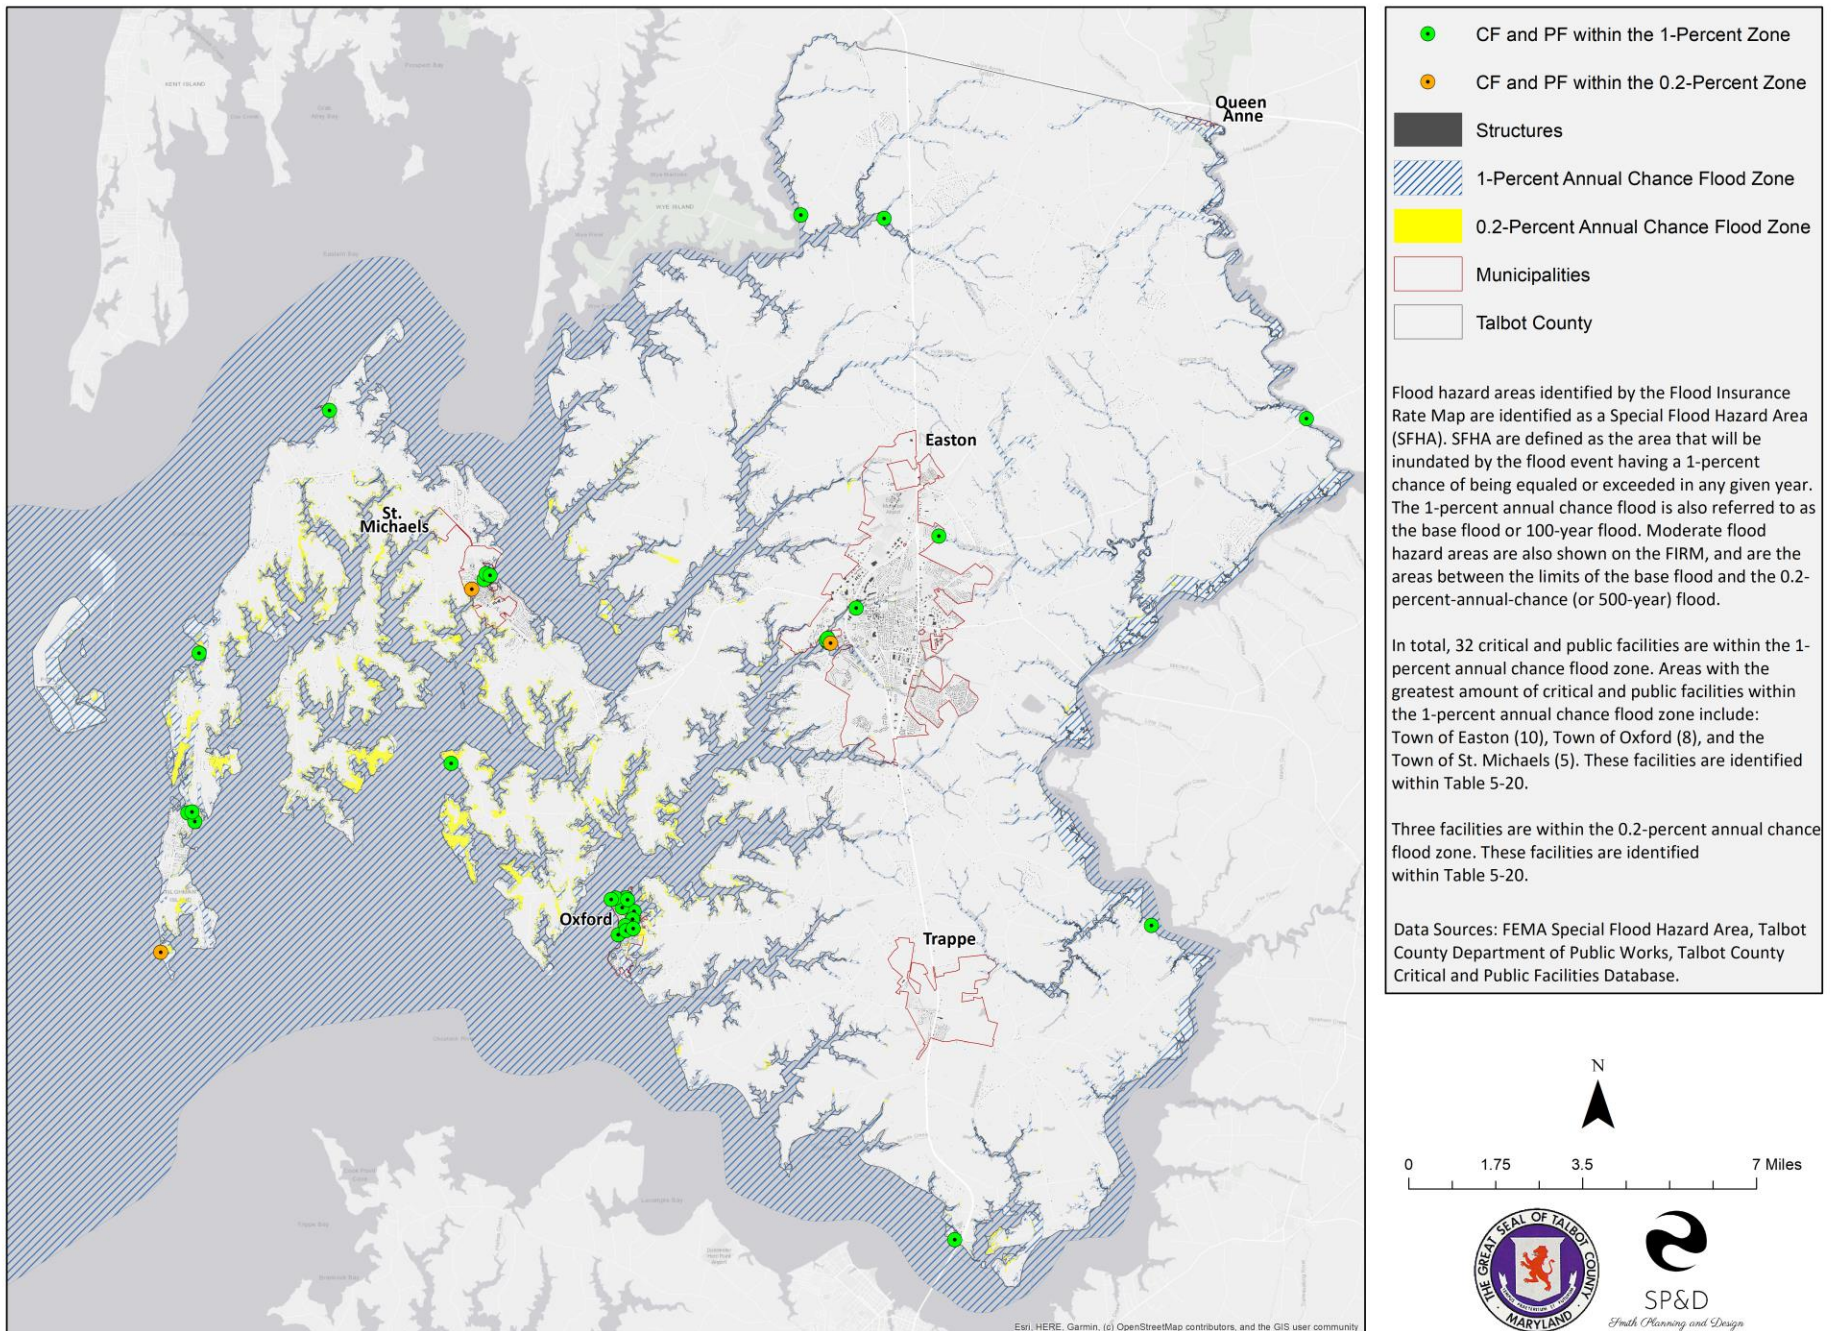 KENT ISLAND
WYE ISLAND
Queen
Anne
Easton
St.
Michaels
Oxford
Trappe
Esri, HERE, Garmin, (c) OpenStreetMap contributors, and the GIS user community
CF and PF within the 1-Percent Zone
CF and PF within the 0.2-Percent Zone
Structures
1-Percent Annual Chance Flood Zone
0.2-Percent Annual Chance Flood Zone
Municipalities
Talbot County
Flood hazard areas identified by the Flood Insurance
Rate Map are identified as a Special Flood Hazard Area
(SFHA). SFHA are defined as the area that will be
inundated by the flood event having a 1-percent
chance of being equaled or exceeded in any given year.
The 1-percent annual chance flood is also referred to as
the base flood or 100-year flood. Moderate flood
hazard areas are also shown on the FIRM, and are the
areas between the limits of the base flood and the 0.2-
percent-annual-chance (or 500-year) flood.
In total, 32 critical and public facilities are within the 1-
percent annual chance flood zone. Areas with the
greatest amount of critical and public facilities within
the 1-percent annual chance flood zone include:
Town of Easton (10), Town of Oxford (8), and the
Town of St. Michaels (5). These facilities are identified
within Table 5-20.
Three facilities are within the 0.2-percent annual chance
flood zone. These facilities are identified
within Table 5-20.
Data Sources: FEMA Special Flood Hazard Area, Talbot
County Department of Public Works, Talbot County
Critical and Public Facilities Database.
N
0 1.75 3.5 7 Miles
THE GREAT SEAL OF TALBOT COUNTY
MARYLAND
SP&D
Smith Planning and Design